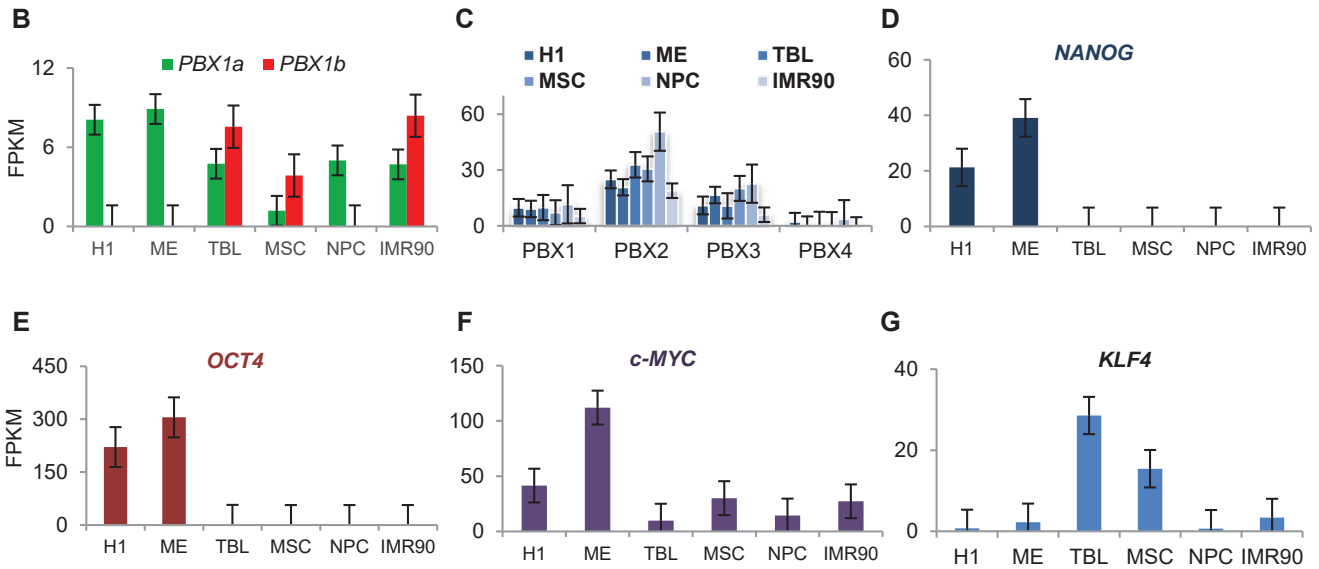 B
PBX1a PBX1b
12
6
0
FPKM
H1 ME TBL MSC NPC IMR90
C
H1 ME TBL
MSC NPC IMR90
60
30
0
PBX1 PBX2 PBX3 PBX4
D
NANOG
60
40
20
0
H1 ME TBL MSC NPC IMR90
E
OCT4
450
300
150
0
FPKM
H1 ME TBL MSC NPC IMR90
F
c-MYC
150
100
50
0
H1 ME TBL MSC NPC IMR90
G
KLF4
40
20
0
H1 ME TBL MSC NPC IMR90